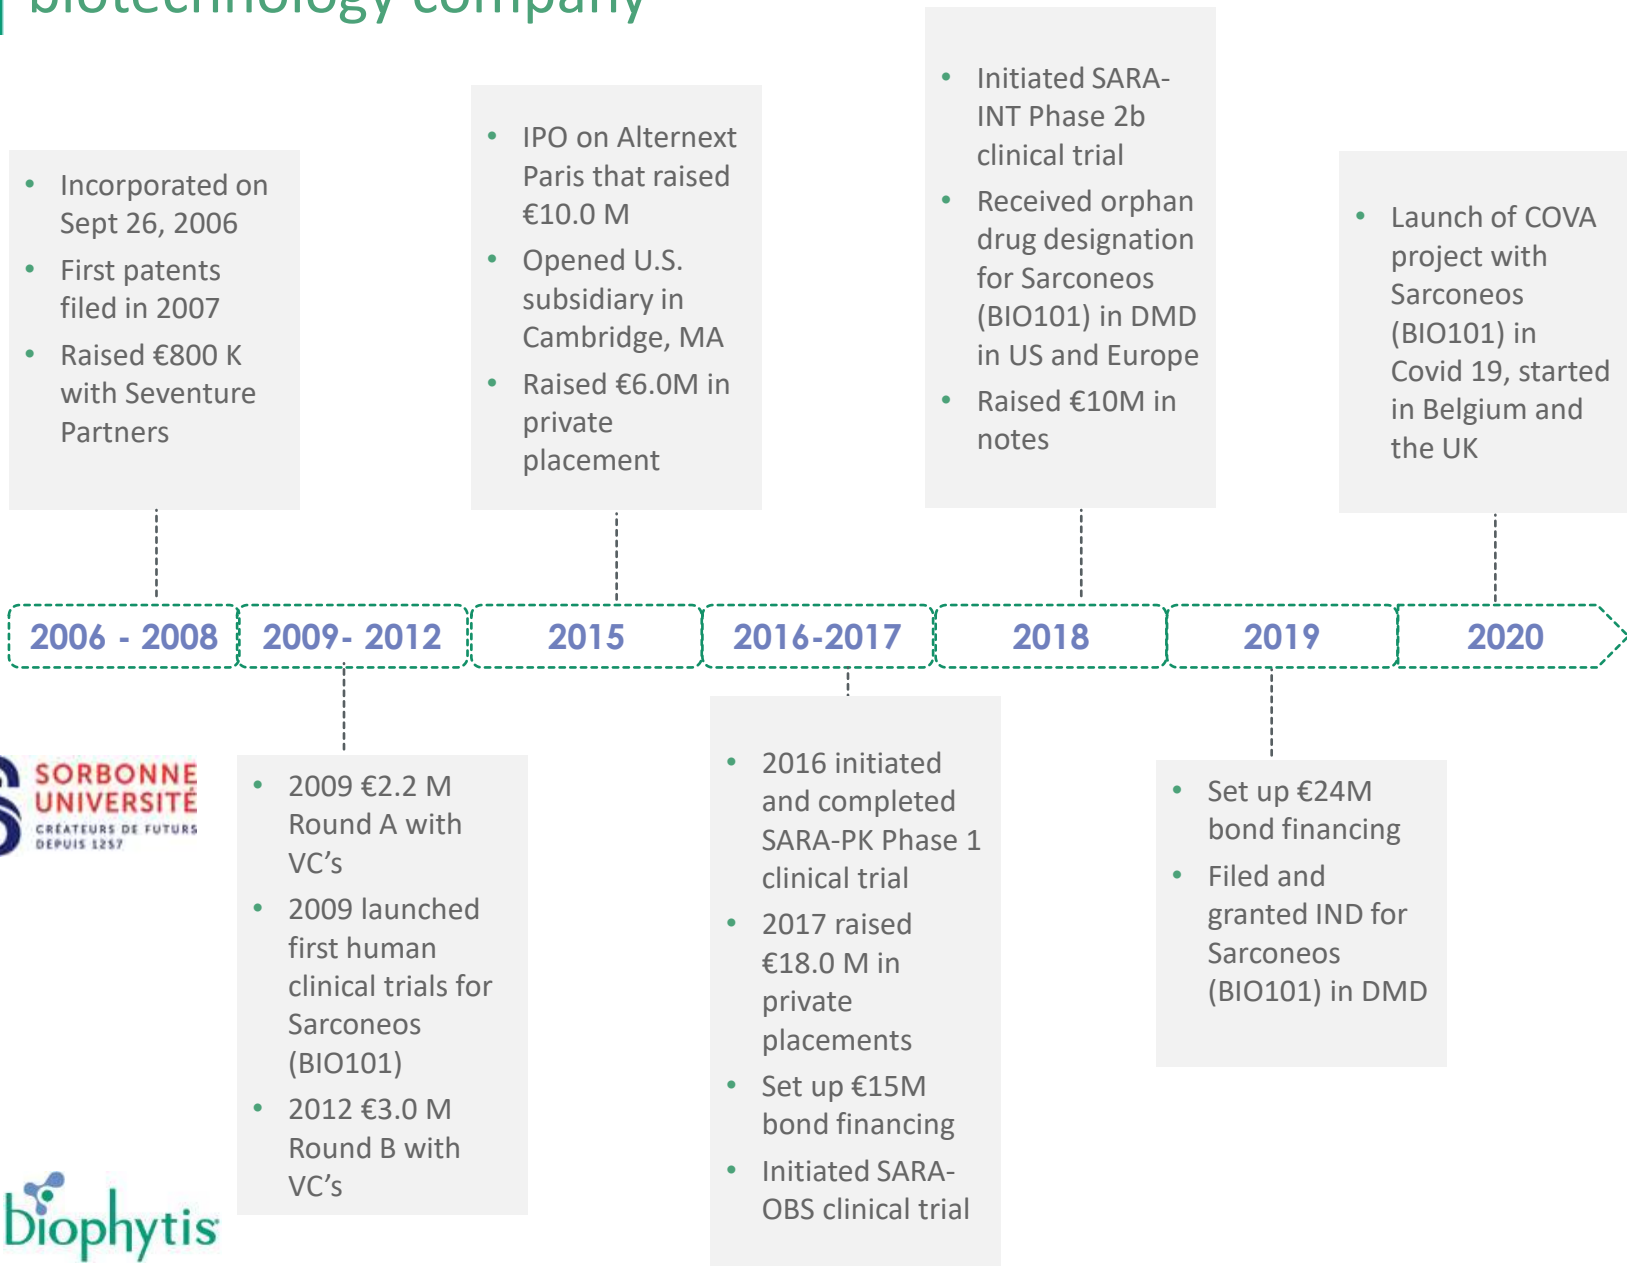 biotechnology company
• Incorporated on
Sept 26, 2006
• First patents
filed in 2007
• Raised €800 K
with Seventure
Partners
• IPO on Alternext
Paris that raised
€10.0 M
• Opened U.S.
subsidiary in
Cambridge, MA
• Raised €6.0M in
private
placement
• Initiated SARA-
INT Phase 2b
clinical trial
• Received orphan
drug designation
for Sarconeos
(BIO101) in DMD
in US and Europe
• Raised €10M in
notes
• Launch of COVA
project with
Sarconeos
(BIO101) in
Covid 19, started
in Belgium and
the UK
2006 - 2008
2009- 2012
2015
2016-2017
2018
2019
2020
SORBONNE
UNIVERSITÉ
CRÉATEURS DE FUTURS
DEPUIS 1257
• 2009 €2.2 M
Round A with
VC’s
• 2009 launched
first human
clinical trials for
Sarconeos
(BIO101)
• 2012 €3.0 M
Round B with
VC’s
• 2016 initiated
and completed
SARA-PK Phase 1
clinical trial
• 2017 raised
€18.0 M in
private
placements
• Set up €15M
bond financing
• Initiated SARA-
OBS clinical trial
• Set up €24M
bond financing
• Filed and
granted IND for
Sarconeos
(BIO101) in DMD
biophytis